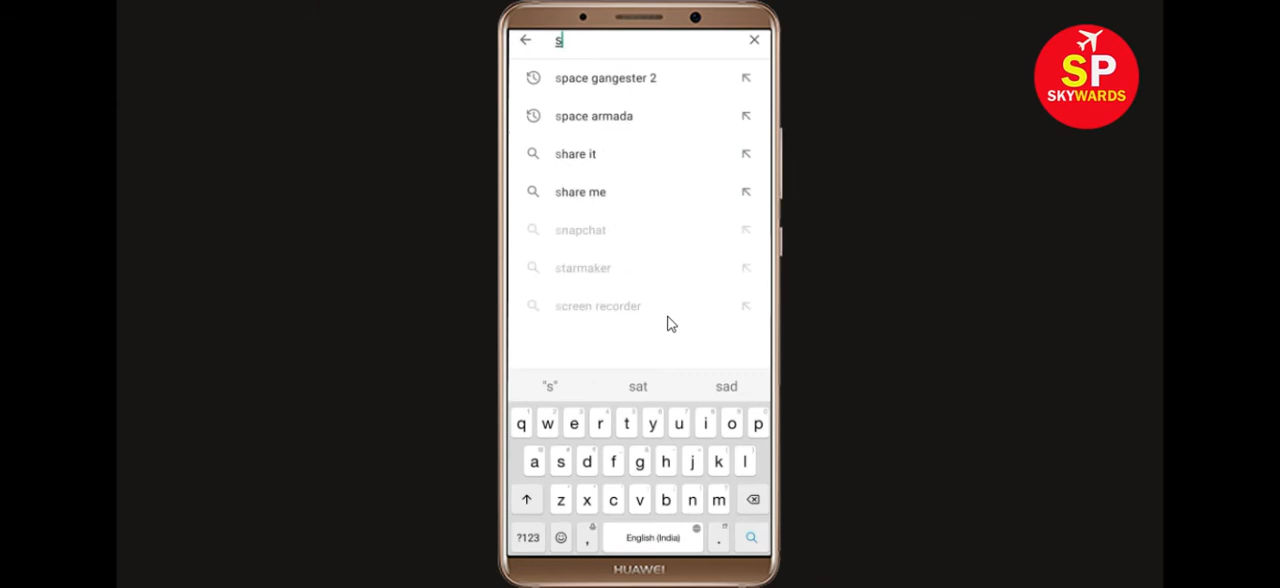 s
space gangester 2
space armada
share it
share me
snapchat
starmaker
screen recorder
"s" sat sad
q w e r t y u i o p
a s d f g h j k l
z x c v b n m
?123 , English (India) .
HUAWEI
SP
SKYWARDS